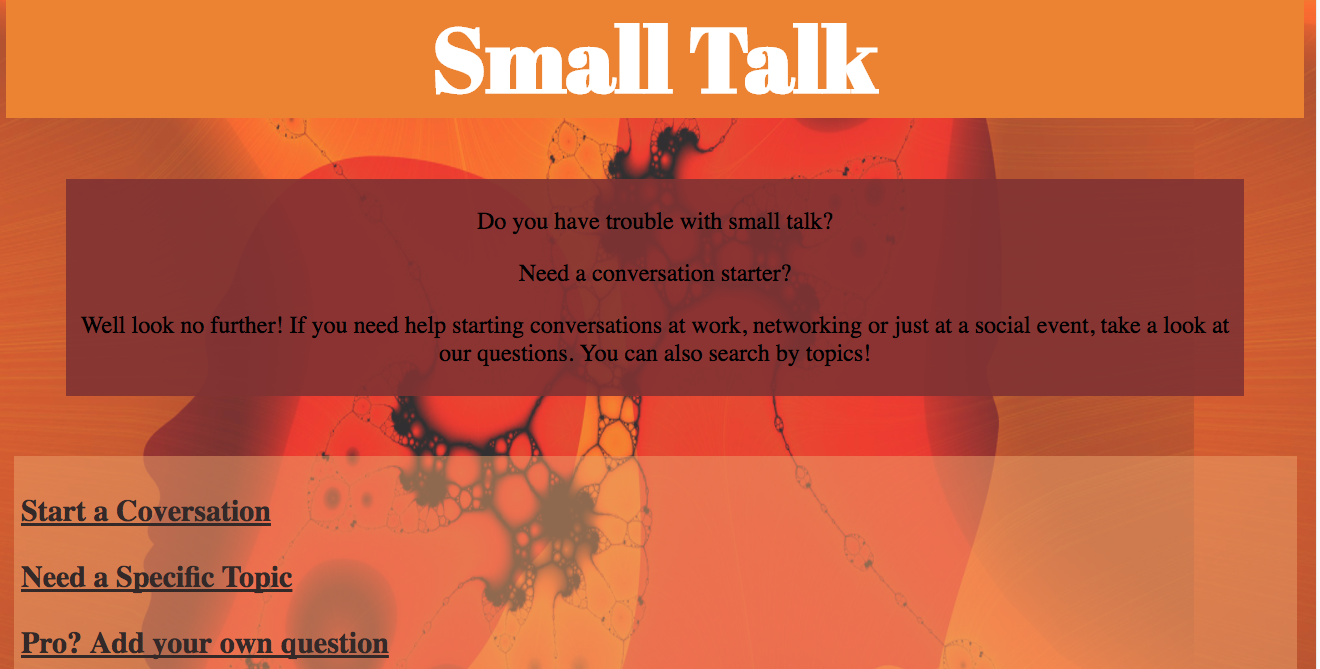 Small Talk
Do you have trouble with small talk?
Need a conversation starter?
Well look no further! If you need help starting conversations at work, networking or just at a social event, take a look at
our questions. You can also search by topics!
Start a Coversation
Need a Specific Topic
Pro? Add your own question